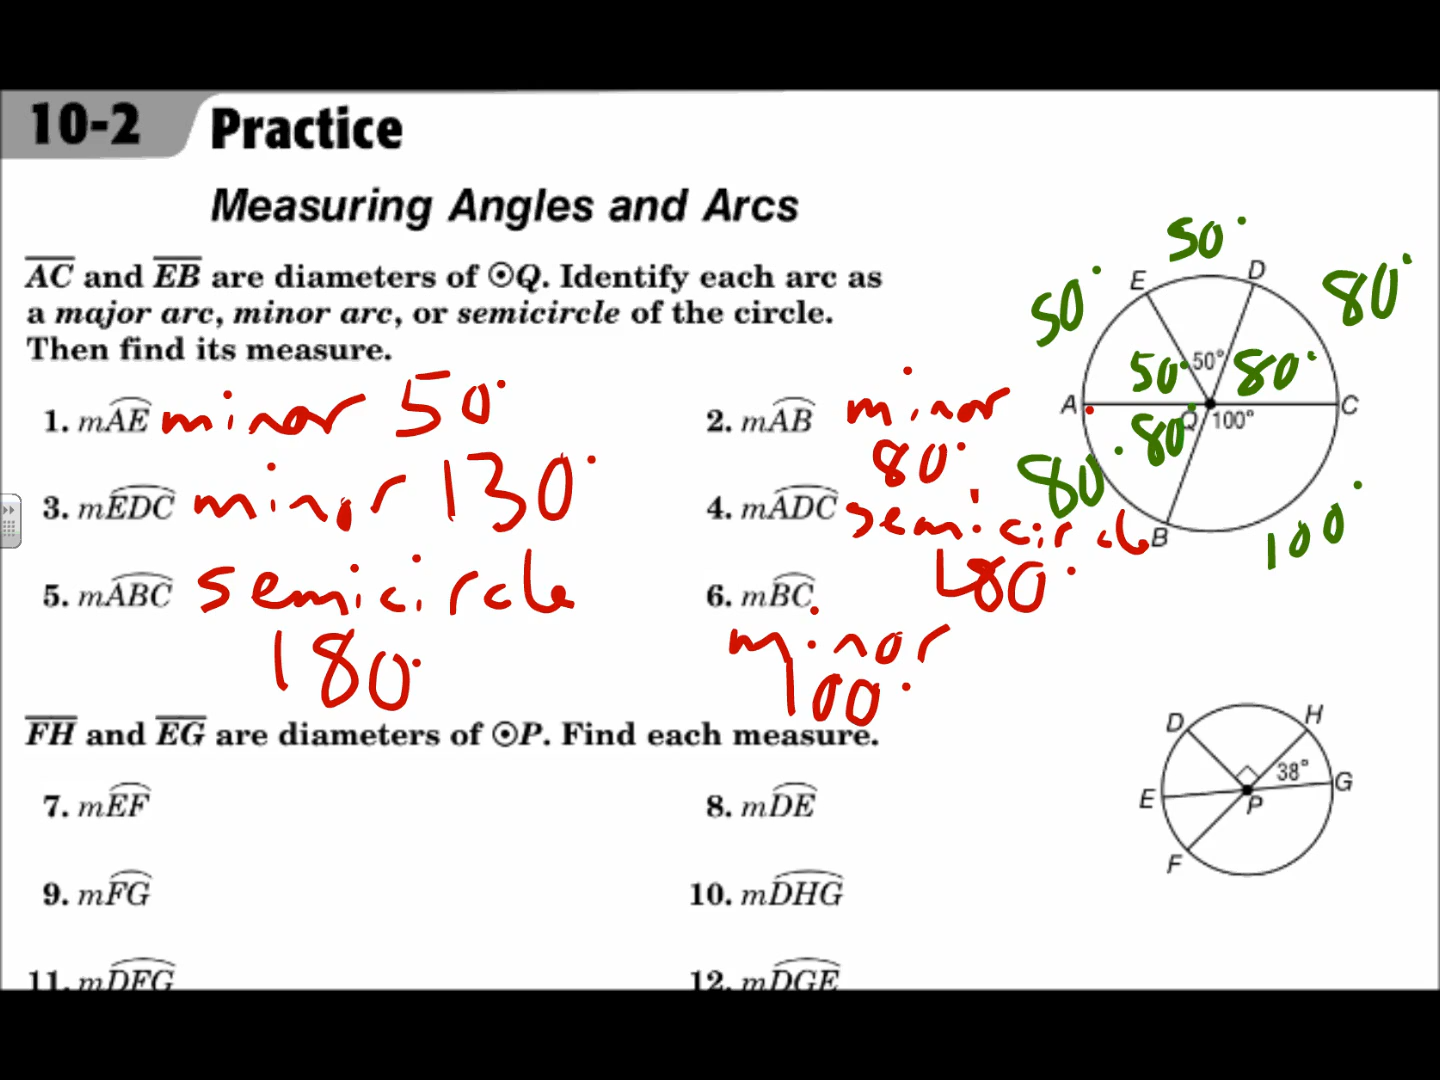 10-2 Practice
Measuring Angles and Arcs
AC and EB are diameters of ⊙Q. Identify each arc as
a major arc, minor arc, or semicircle of the circle.
Then find its measure.
1. mAE minor 50°
2. mAB minor
80°
3. mEDC minor 130°
4. mADC semicircle
180°
5. mABC semicircle
180°
6. mBC
minor
100°
50°
E
D
50°
80°
50°
50°
80°
A
C
Q
100°
80°
80°
B
100°
FH and EG are diameters of ⊙P. Find each measure.
7. mEF
8. mDE
9. mFG
10. mDHG
11. mDFG
12. mDGE
D
H
38°
G
E
P
F